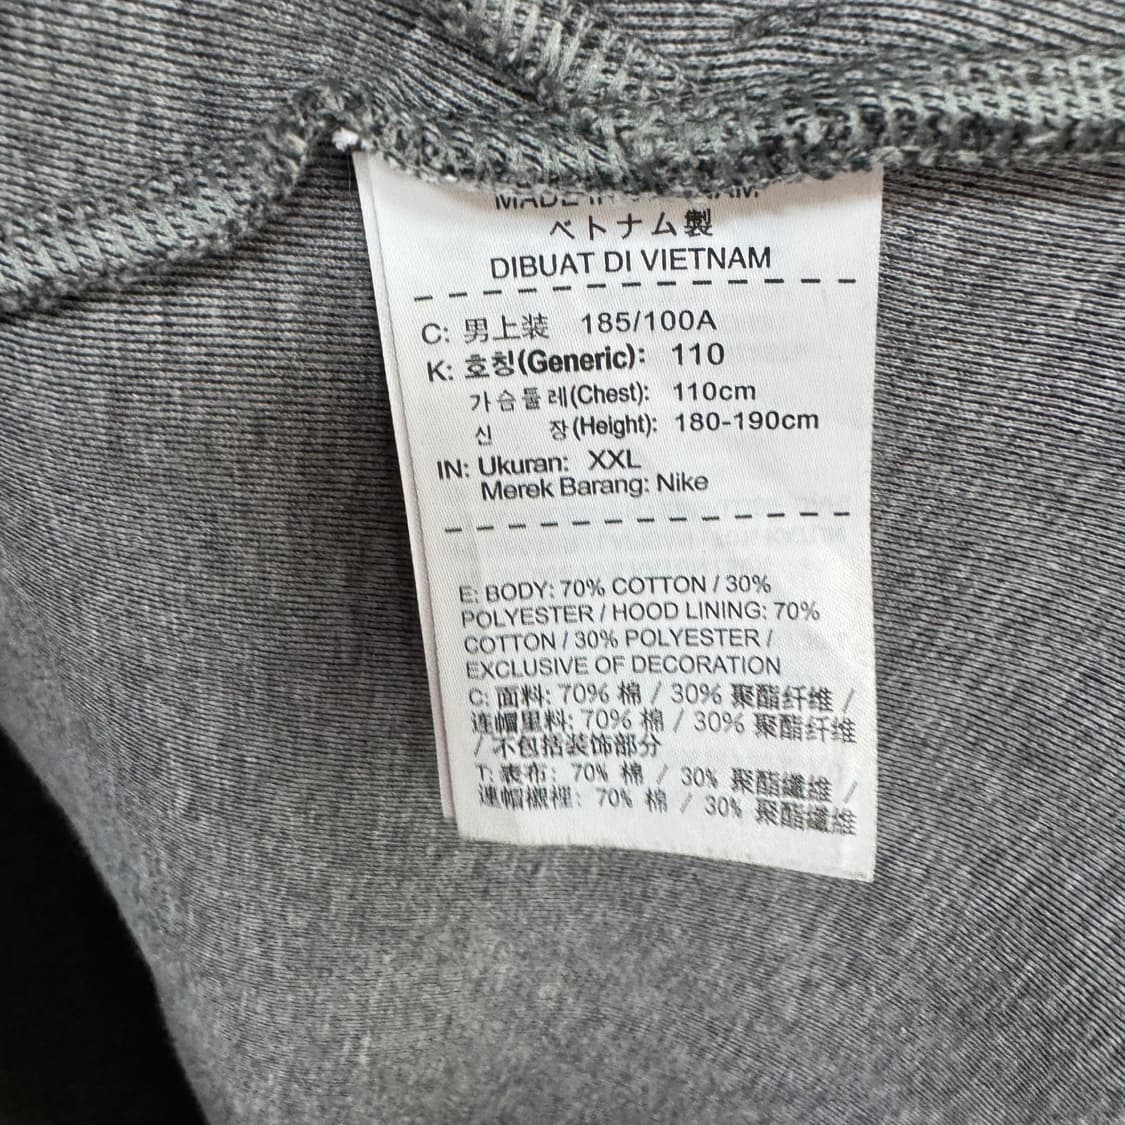 MADE IN VIETNAM
ベトナム製
DIBUAT DI VIETNAM
C: 男上装 185/100A
K: 호칭(Generic): 110
가슴둘레(Chest): 110cm
신 장(Height): 180-190cm
IN: Ukuran: XXL
Merek Barang: Nike
E: BODY: 70% COTTON / 30%
POLYESTER / HOOD LINING: 70%
COTTON / 30% POLYESTER /
EXCLUSIVE OF DECORATION
C: 面料: 70% 棉 / 30% 聚酯纤维 /
连帽里料: 70% 棉 / 30% 聚酯纤维
/ 不包括装饰部分
T: 表布: 70% 棉 / 30% 聚酯纖維 /
連帽襯裡: 70% 棉 / 30% 聚酯纖維